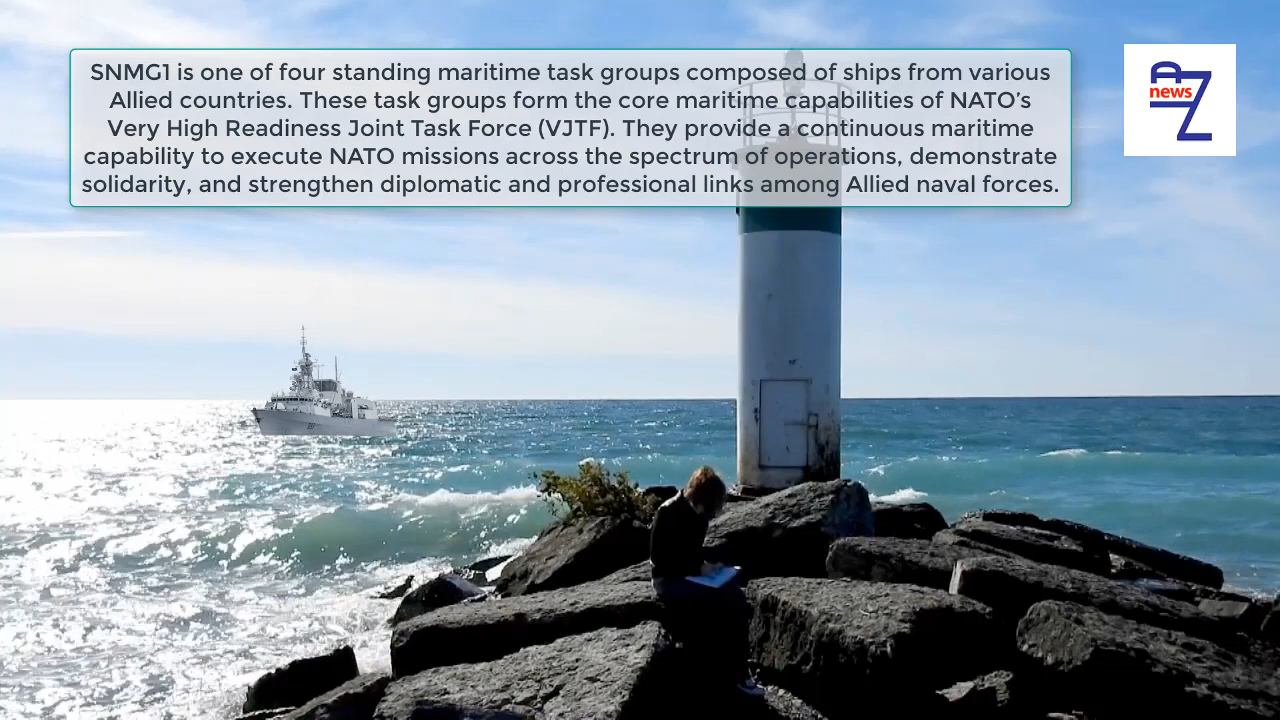 SNMG1 is one of four standing maritime task groups composed of ships from various
Allied countries. These task groups form the core maritime capabilities of NATO’s
Very High Readiness Joint Task Force (VJTF). They provide a continuous maritime
capability to execute NATO missions across the spectrum of operations, demonstrate
solidarity, and strengthen diplomatic and professional links among Allied naval forces.
A news Z